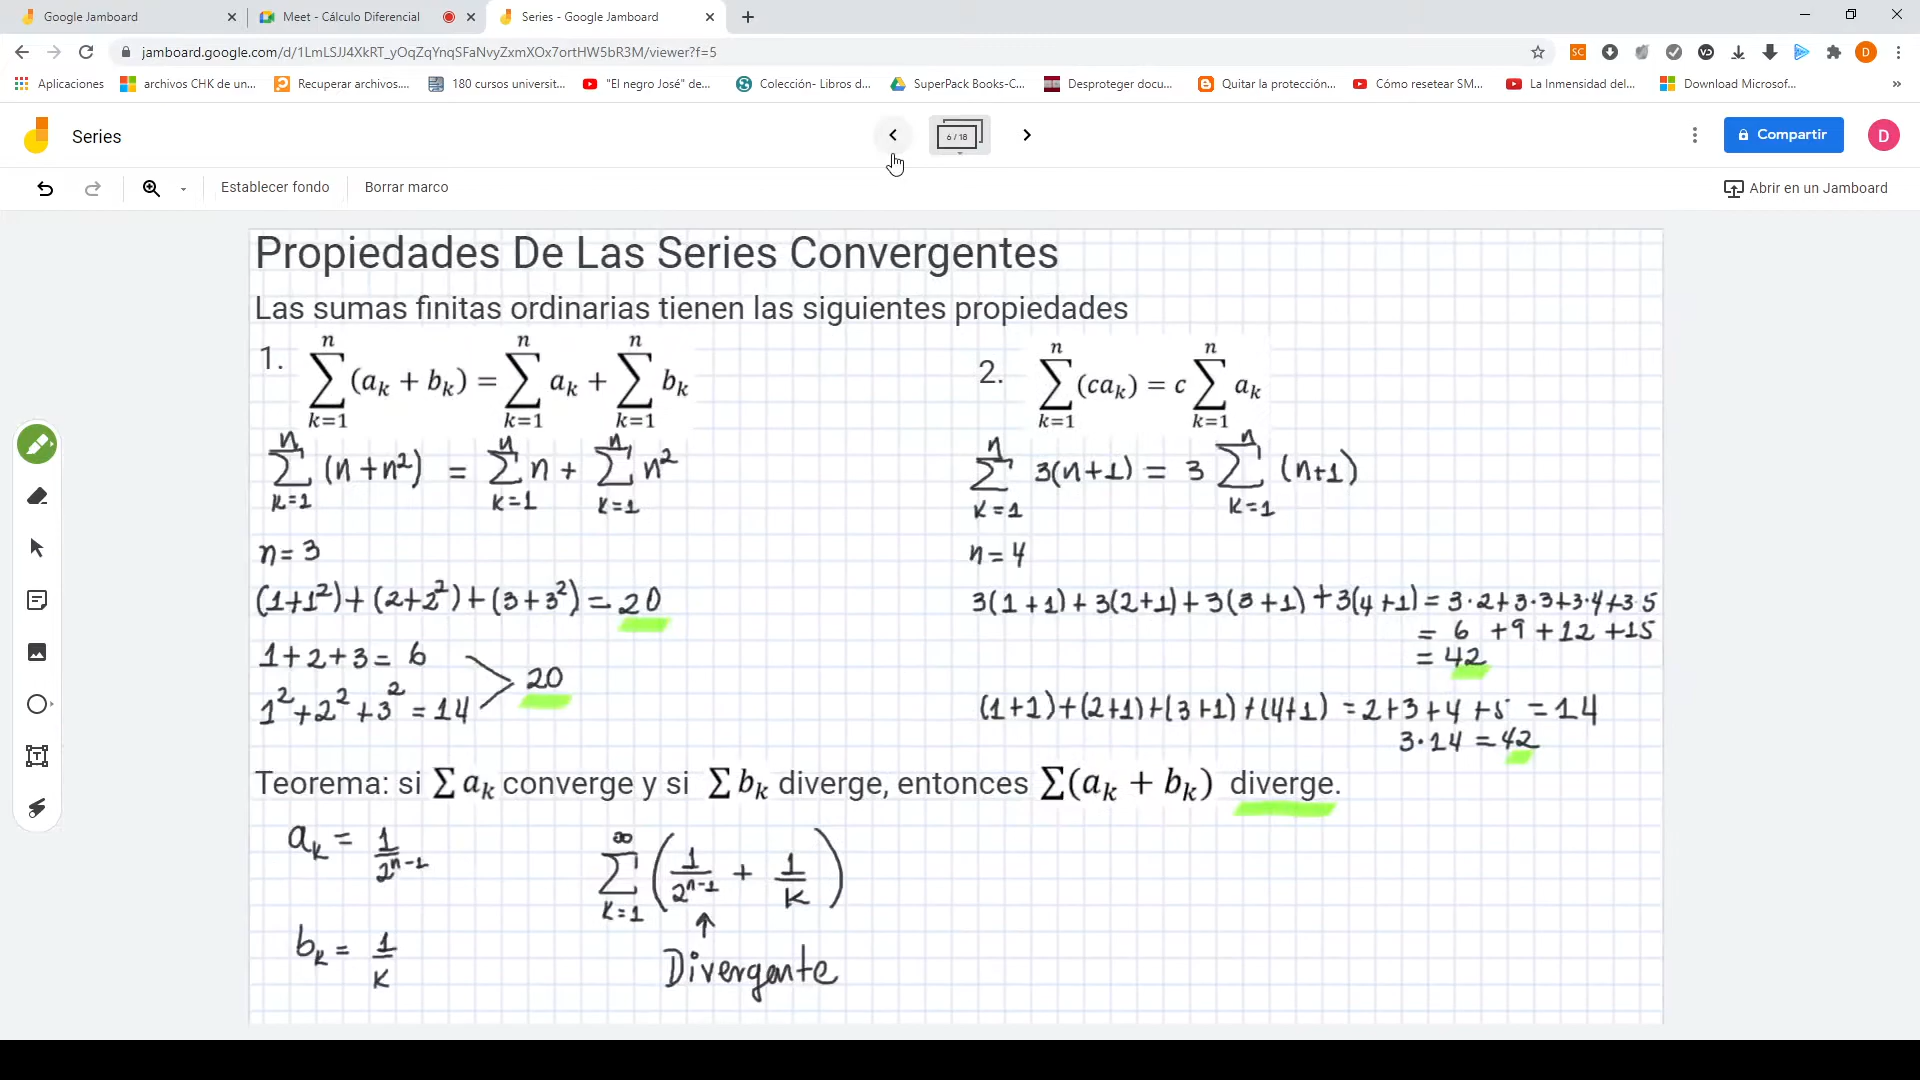 Google Jamboard
Meet - Cálculo Diferencial
Series - Google Jamboard
jamboard.google.com/d/1LmLSJJ4XkRT_yOqZqYnqSFaNvyZxmXOx7ortHW5bR3M/viewer?f=5
Aplicaciones
archivos CHK de un...
Recuperar archivos....
180 cursos universit...
"El negro José" de...
Colección- Libros d...
SuperPack Books-C...
Desproteger docu...
Quitar la protección...
Cómo resetear SM...
La Inmensidad del...
Download Microsof...
Series
6 / 18
Compartir
D
Establecer fondo
Borrar marco
Abrir en un Jamboard
Propiedades De Las Series Convergentes
Las sumas finitas ordinarias tienen las siguientes propiedades
1. ∑_{k=1}^{n} (a_k + b_k) = ∑_{k=1}^{n} a_k + ∑_{k=1}^{n} b_k
∑_{k=1}^{n} (n+n²) = ∑_{k=1}^{n} n + ∑_{k=1}^{n} n²
n = 3
(1+1²)+(2+2²)+(3+3²) = 20
1+2+3 = 6
20
1²+2²+3² = 14
2. ∑_{k=1}^{n} (ca_k) = c ∑_{k=1}^{n} a_k
∑_{k=1}^{n} 3(n+1) = 3 ∑_{k=1}^{n} (n+1)
n = 4
3(1+1)+3(2+1)+3(3+1)+3(4+1) = 3·2+3·3+3·4+3·5
= 6 +9 +12 +15
= 42
(1+1)+(2+1)+(3+1)+(4+1) = 2+3+4+5 = 14
3·14 = 42
Teorema: si ∑ a_k converge y si ∑ b_k diverge, entonces ∑(a_k + b_k) diverge.
a_k = 1/2^{n-1}
∑_{k=1}^{∞} (1/2^{n-1} + 1/k)
↑
b_k = 1/k
Divergente